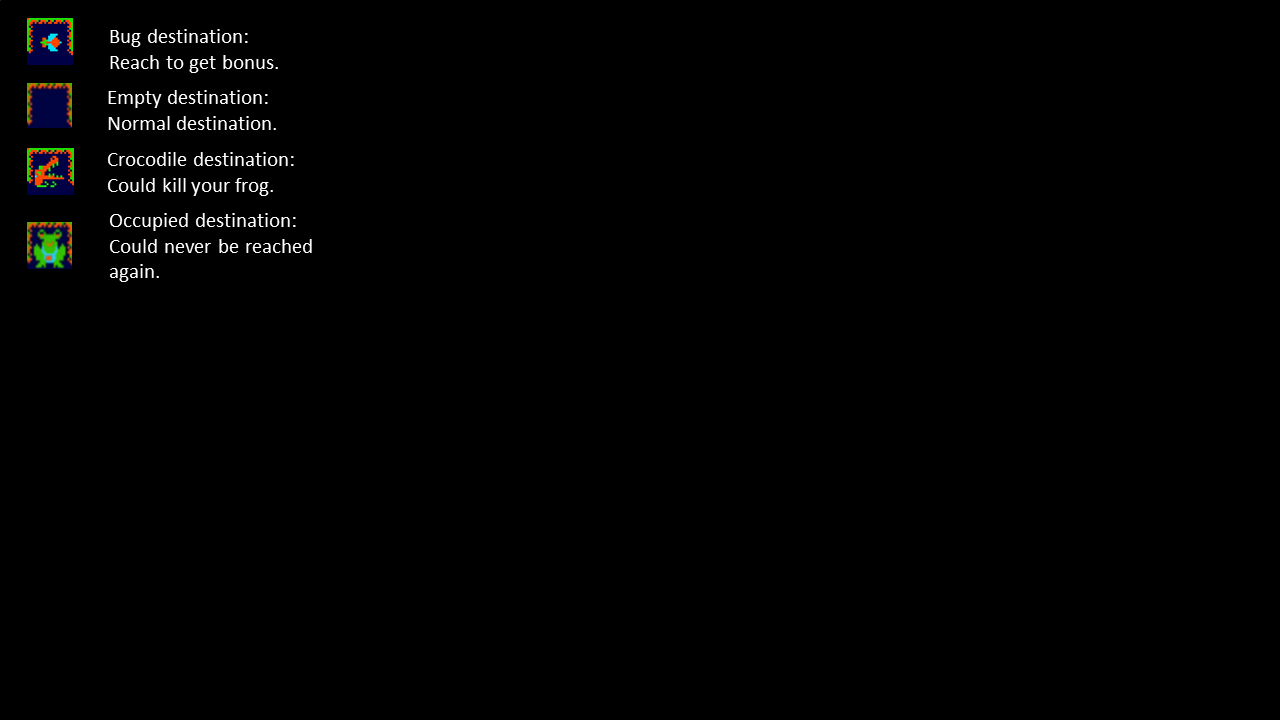 Bug destination:
Reach to get bonus.
Empty destination:
Normal destination.
Crocodile destination:
Could kill your frog.
Occupied destination:
Could never be reached
again.